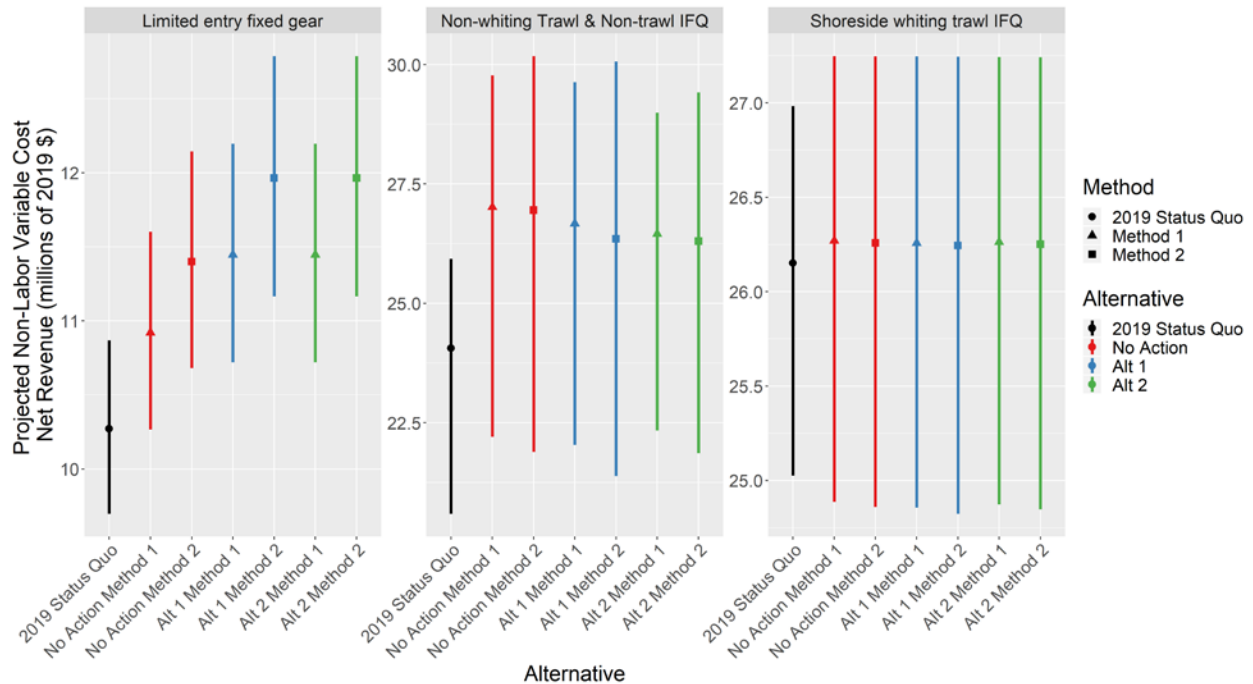 Limited entry fixed gear
Non-whiting Trawl & Non-trawl IFQ
Shoreside whiting trawl IFQ
Projected Non-Labor Variable Cost
Net Revenue (millions of 2019 $)
12
11
10
30.0
27.5
25.0
22.5
27.0
26.5
26.0
25.5
25.0
2019 Status Quo
No Action Method 1
No Action Method 2
Alt 1 Method 1
Alt 1 Method 2
Alt 2 Method 1
Alt 2 Method 2
2019 Status Quo
No Action Method 1
No Action Method 2
Alt 1 Method 1
Alt 1 Method 2
Alt 2 Method 1
Alt 2 Method 2
2019 Status Quo
No Action Method 1
No Action Method 2
Alt 1 Method 1
Alt 1 Method 2
Alt 2 Method 1
Alt 2 Method 2
Alternative
Method
2019 Status Quo
Method 1
Method 2
Alternative
2019 Status Quo
No Action
Alt 1
Alt 2